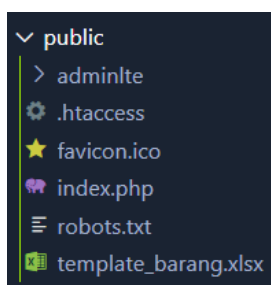 public
adminlte
.htaccess
favicon.ico
index.php
robots.txt
template_barang.xlsx